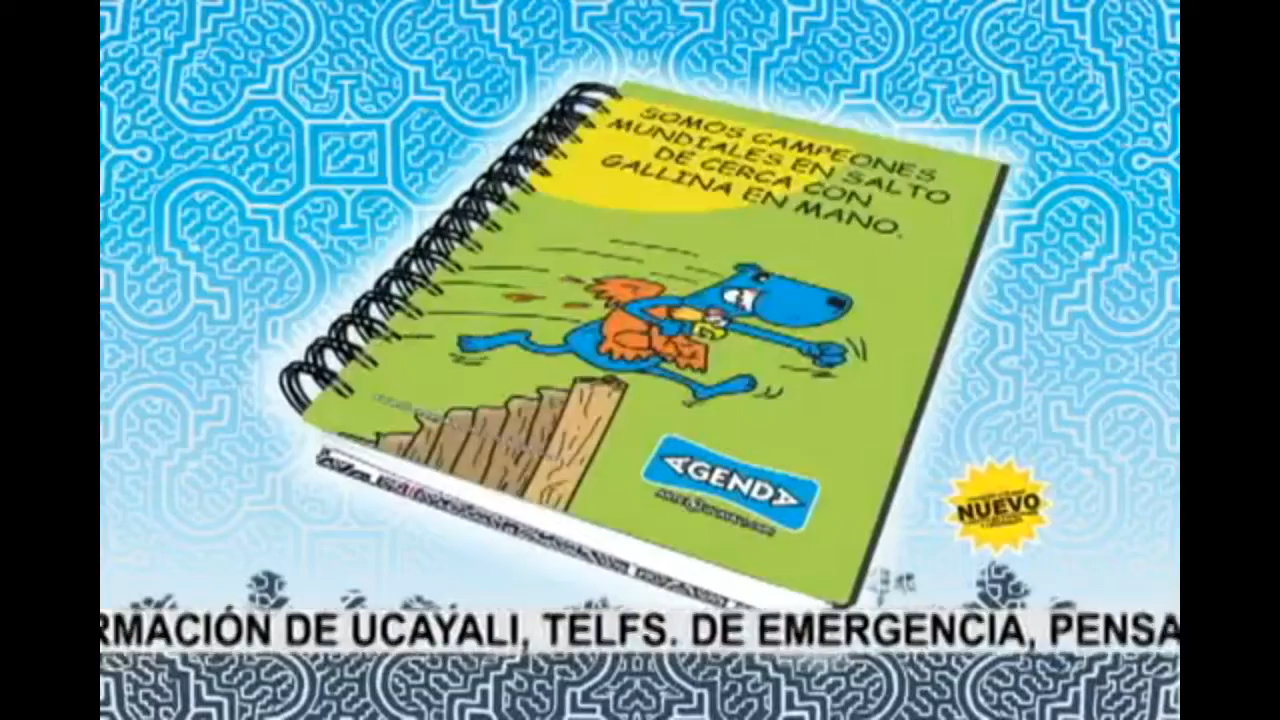 SOMOS CAMPEONES
MUNDIALES EN SALTO
DE CERCA CON
GALLINA EN MANO.
AGENDA
NUEVO
RMACIÓN DE UCAYALI, TELFS. DE EMERGENCIA, PENSA